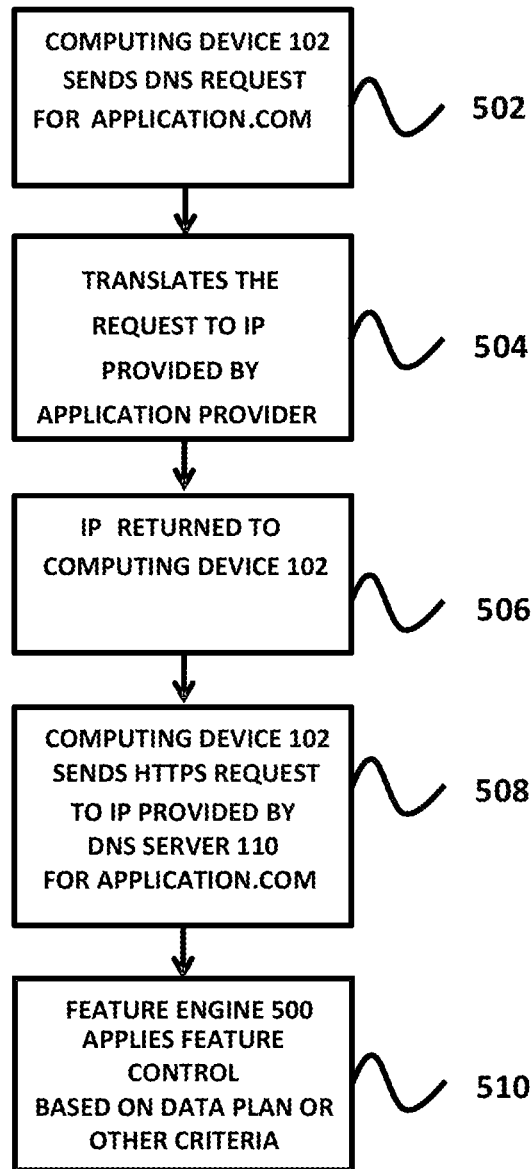 COMPUTING DEVICE 102
SENDS DNS REQUEST
FOR APPLICATION.COM
502
TRANSLATES THE
REQUEST TO IP
PROVIDED BY
APPLICATION PROVIDER
504
IP RETURNED TO
COMPUTING DEVICE 102
506
COMPUTING DEVICE 102
SENDS HTTPS REQUEST
TO IP PROVIDED BY
DNS SERVER 110
FOR APPLICATION.COM
508
FEATURE ENGINE 500
APPLIES FEATURE
CONTROL
BASED ON DATA PLAN OR
OTHER CRITERIA
510